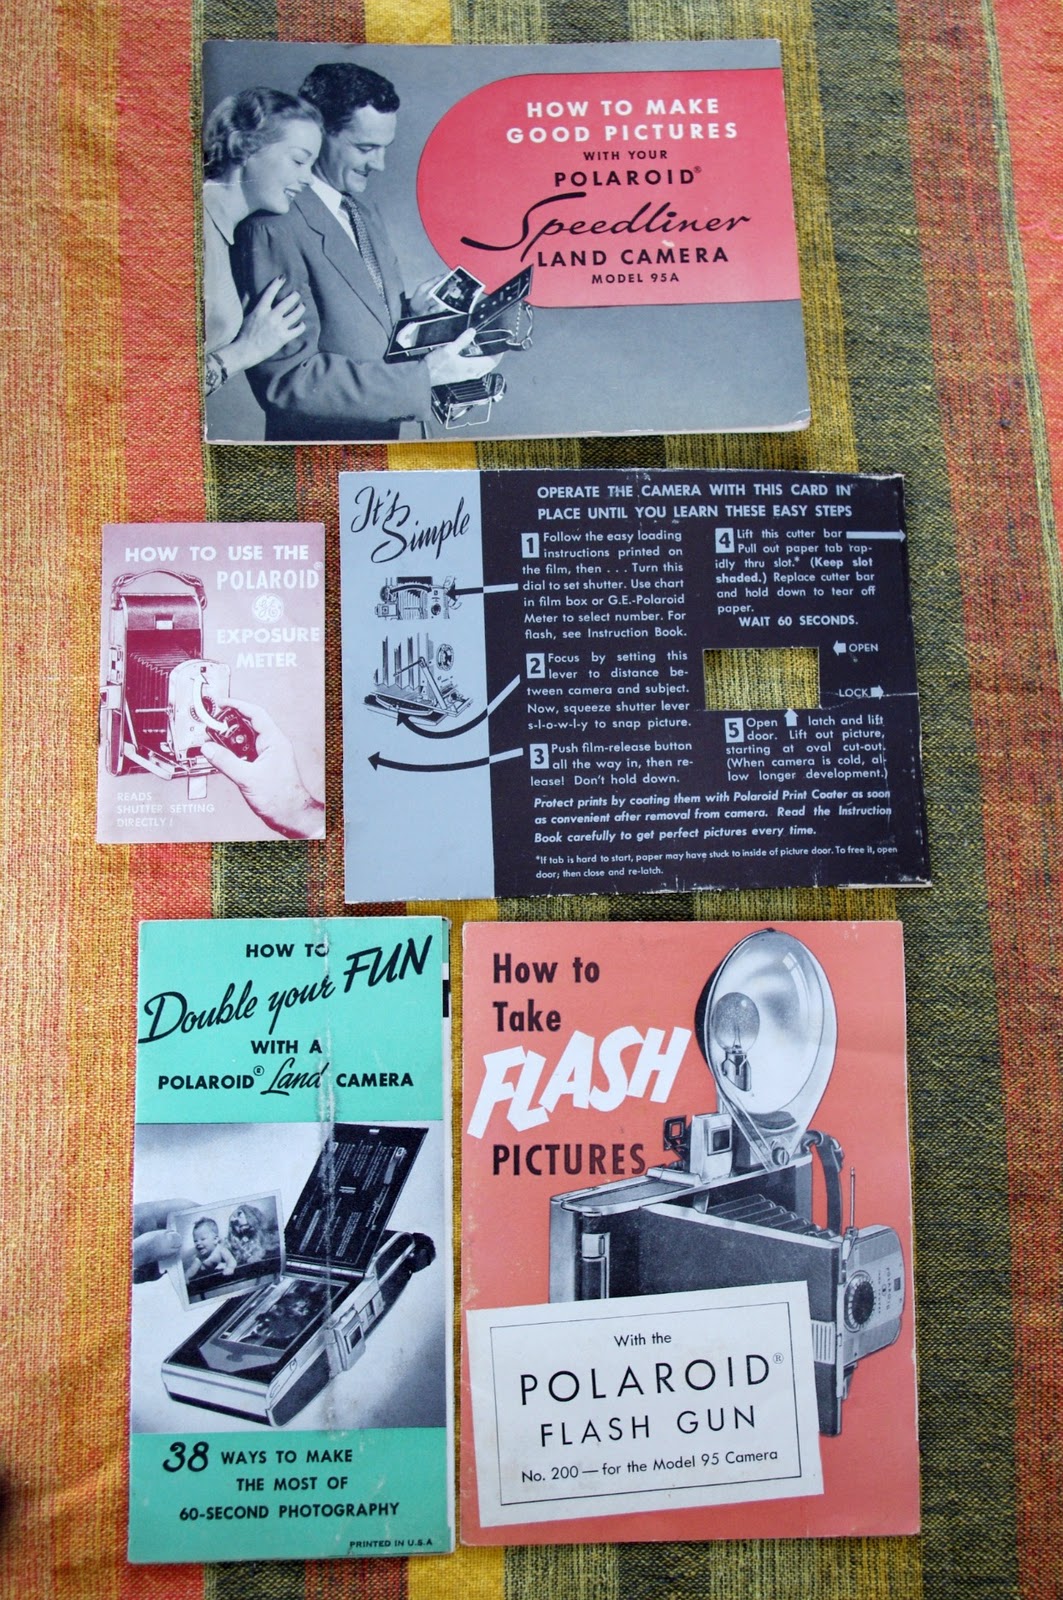 HOW TO MAKE
GOOD PICTURES
WITH YOUR
POLAROID®
Speedliner
LAND CAMERA
MODEL 95A
HOW TO USE THE
POLAROID®
GE
EXPOSURE
METER
READS
SHUTTER SETTING
DIRECTLY!
It's
Simple
OPERATE THE CAMERA WITH THIS CARD IN
PLACE UNTIL YOU LEARN THESE EASY STEPS
1 Follow the easy loading
instructions printed on
the film, then . . . Turn this
dial to set shutter. Use chart
in film box or G.E.-Polaroid
Meter to select number. For
flash, see Instruction Book.
2 Focus by setting this
lever to distance be-
tween camera and subject.
Now, squeeze shutter lever
s-l-o-w-l-y to snap picture.
3 Push film-release button
all the way in, then re-
lease! Don't hold down.
4 Lift this cutter bar
Pull out paper tab rap-
idly thru slot.* (Keep slot
shaded.) Replace cutter bar
and hold down to tear off
paper.
WAIT 60 SECONDS.
OPEN
LOCK
5 Open latch and lift
door. Lift out picture,
starting at oval cut-out.
(When camera is cold, al-
low longer development.)
Protect prints by coating them with Polaroid Print Coater as soon
as convenient after removal from camera. Read the Instruction
Book carefully to get perfect pictures every time.
*If tab is hard to start, paper may have stuck to inside of picture door. To free it, open
door; then close and re-latch.
HOW TO
Double your FUN
WITH A
POLAROID® Land CAMERA
38 WAYS TO MAKE
THE MOST OF
60-SECOND PHOTOGRAPHY
PRINTED IN U.S.A
How to
Take
FLASH
PICTURES
With the
POLAROID®
FLASH GUN
No. 200 — for the Model 95 Camera